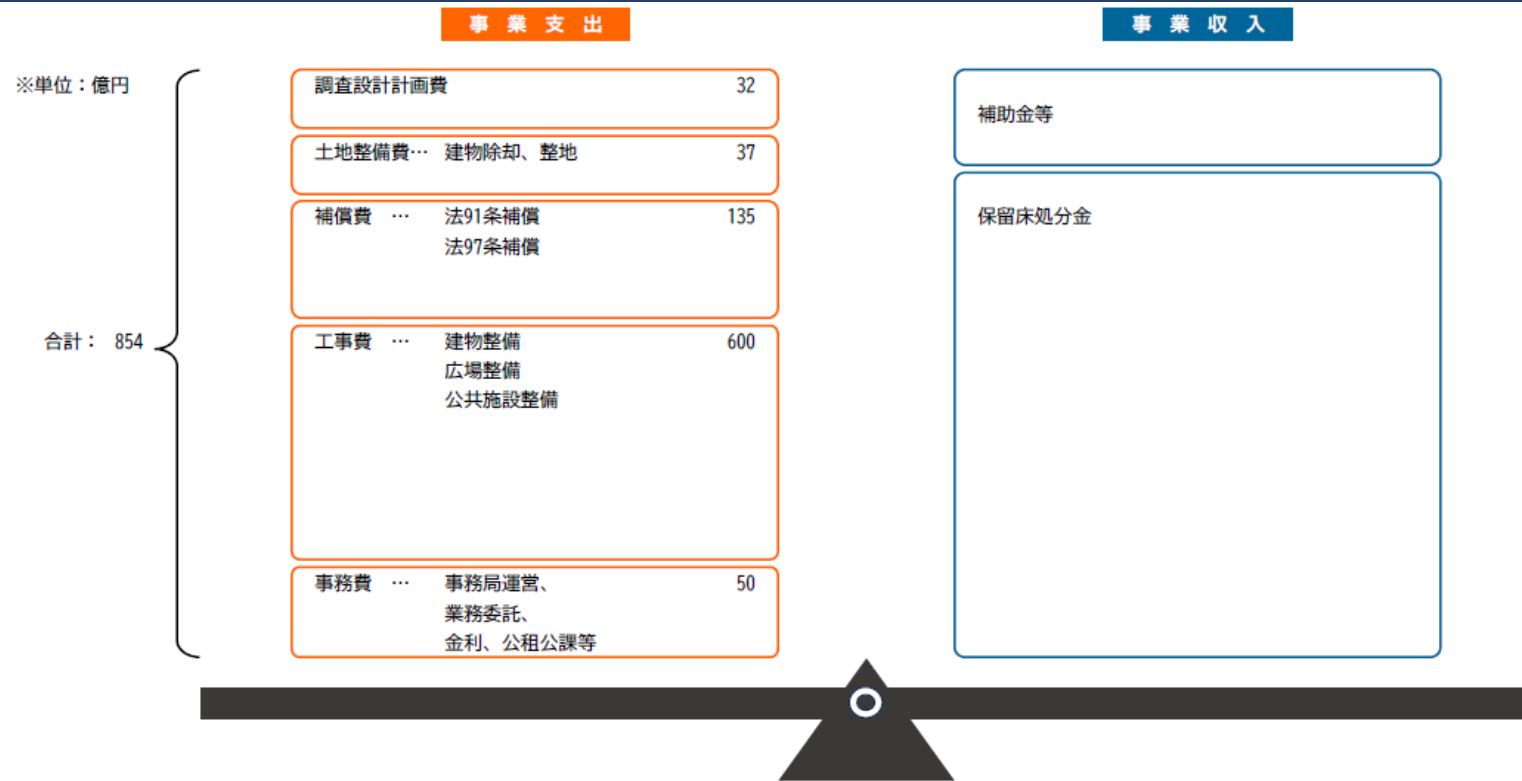 事業支出
事業収入
※単位：億円
合計： 854
調査設計計画費 32
土地整備費… 建物除却、整地 37
補償費 … 法91条補償 135
法97条補償
工事費 … 建物整備 600
広場整備
公共施設整備
事務費 … 事務局運営、 50
業務委託、
金利、公租公課等
補助金等
保留床処分金